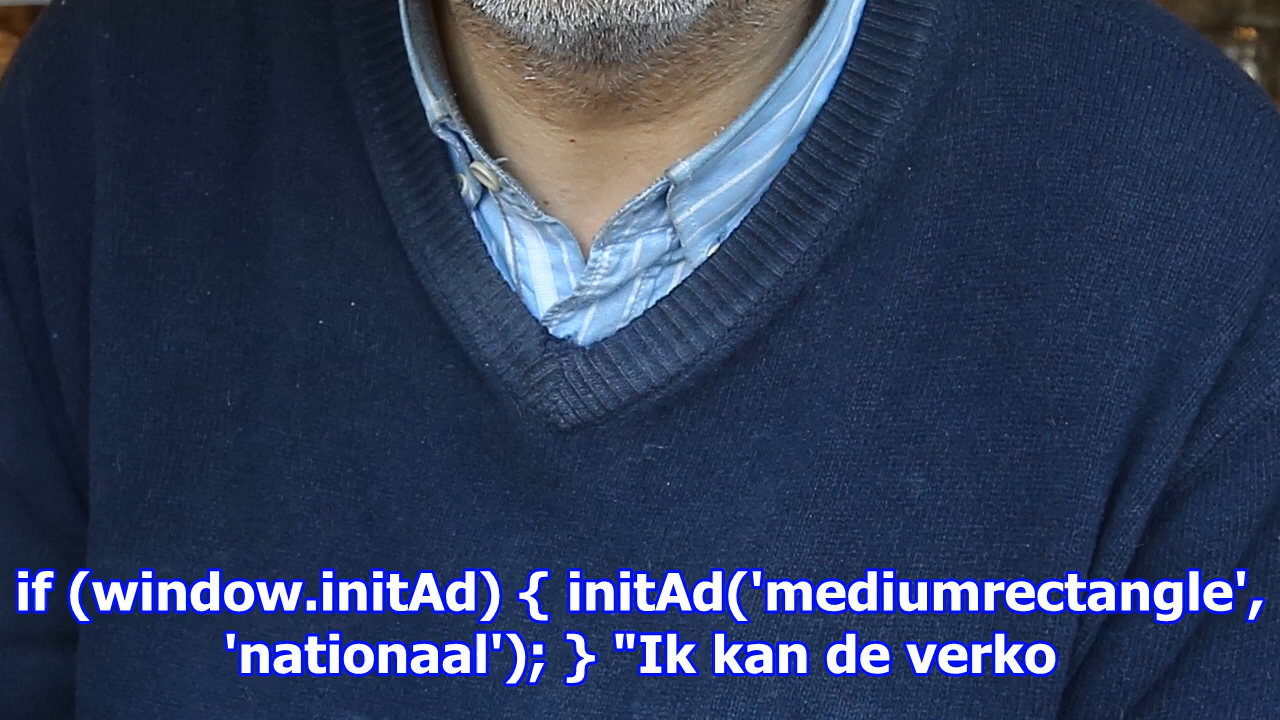 if (window.initAd) { initAd('mediumrectangle',
'nationaal'); } "Ik kan de verko